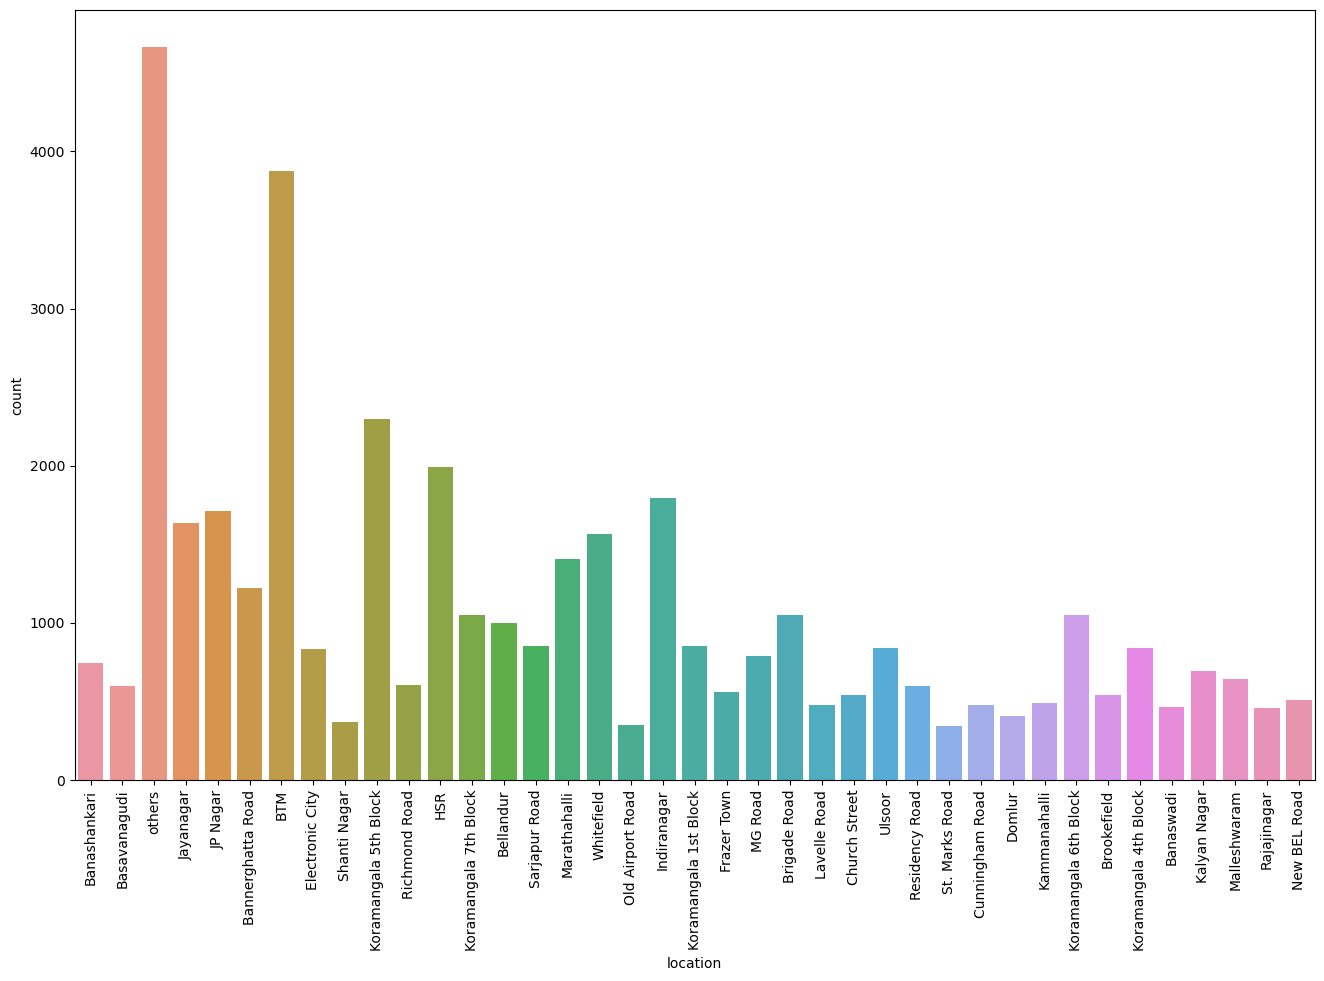 count
4000
3000
2000
1000
0
Banashankari
Basavanagudi
others
Jayanagar
JP Nagar
Bannerghatta Road
BTM
Electronic City
Shanti Nagar
Koramangala 5th Block
Richmond Road
HSR
Koramangala 7th Block
Bellandur
Sarjapur Road
Marathahalli
Whitefield
Old Airport Road
Indiranagar
Koramangala 1st Block
Frazer Town
MG Road
Brigade Road
Lavelle Road
Church Street
Ulsoor
Residency Road
St. Marks Road
Cunningham Road
Domlur
Kammanahalli
Koramangala 6th Block
Brookefield
Koramangala 4th Block
Banaswadi
Kalyan Nagar
Malleshwaram
Rajajinagar
New BEL Road
location